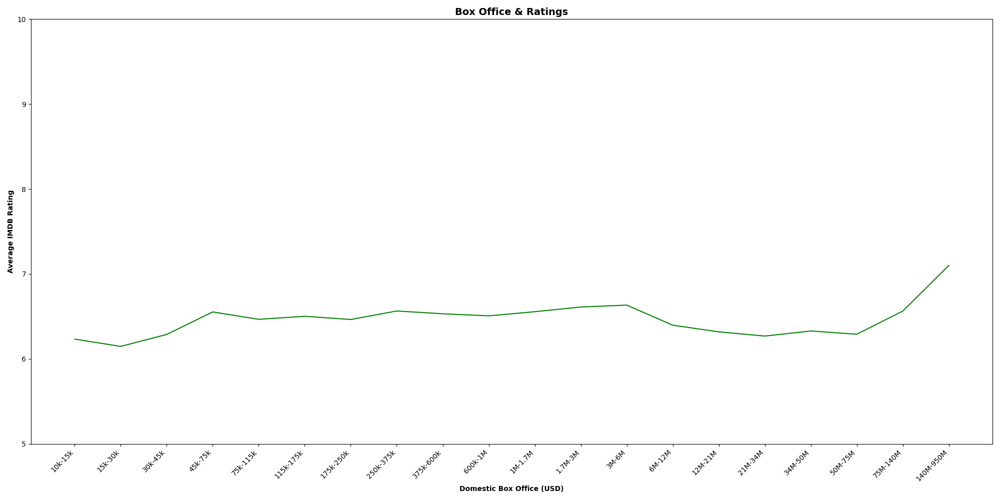 Box Office & Ratings
10
9
8
7
6
5
Average IMDB Rating
10k-15k
15k-30k
30k-45k
45k-75k
75k-115k
115k-175k
175k-250k
250k-375k
375k-600k
600k-1M
1M-1.7M
1.7M-3M
3M-6M
6M-12M
12M-21M
21M-34M
34M-50M
50M-75M
75M-140M
140M-950M
Domestic Box Office (USD)